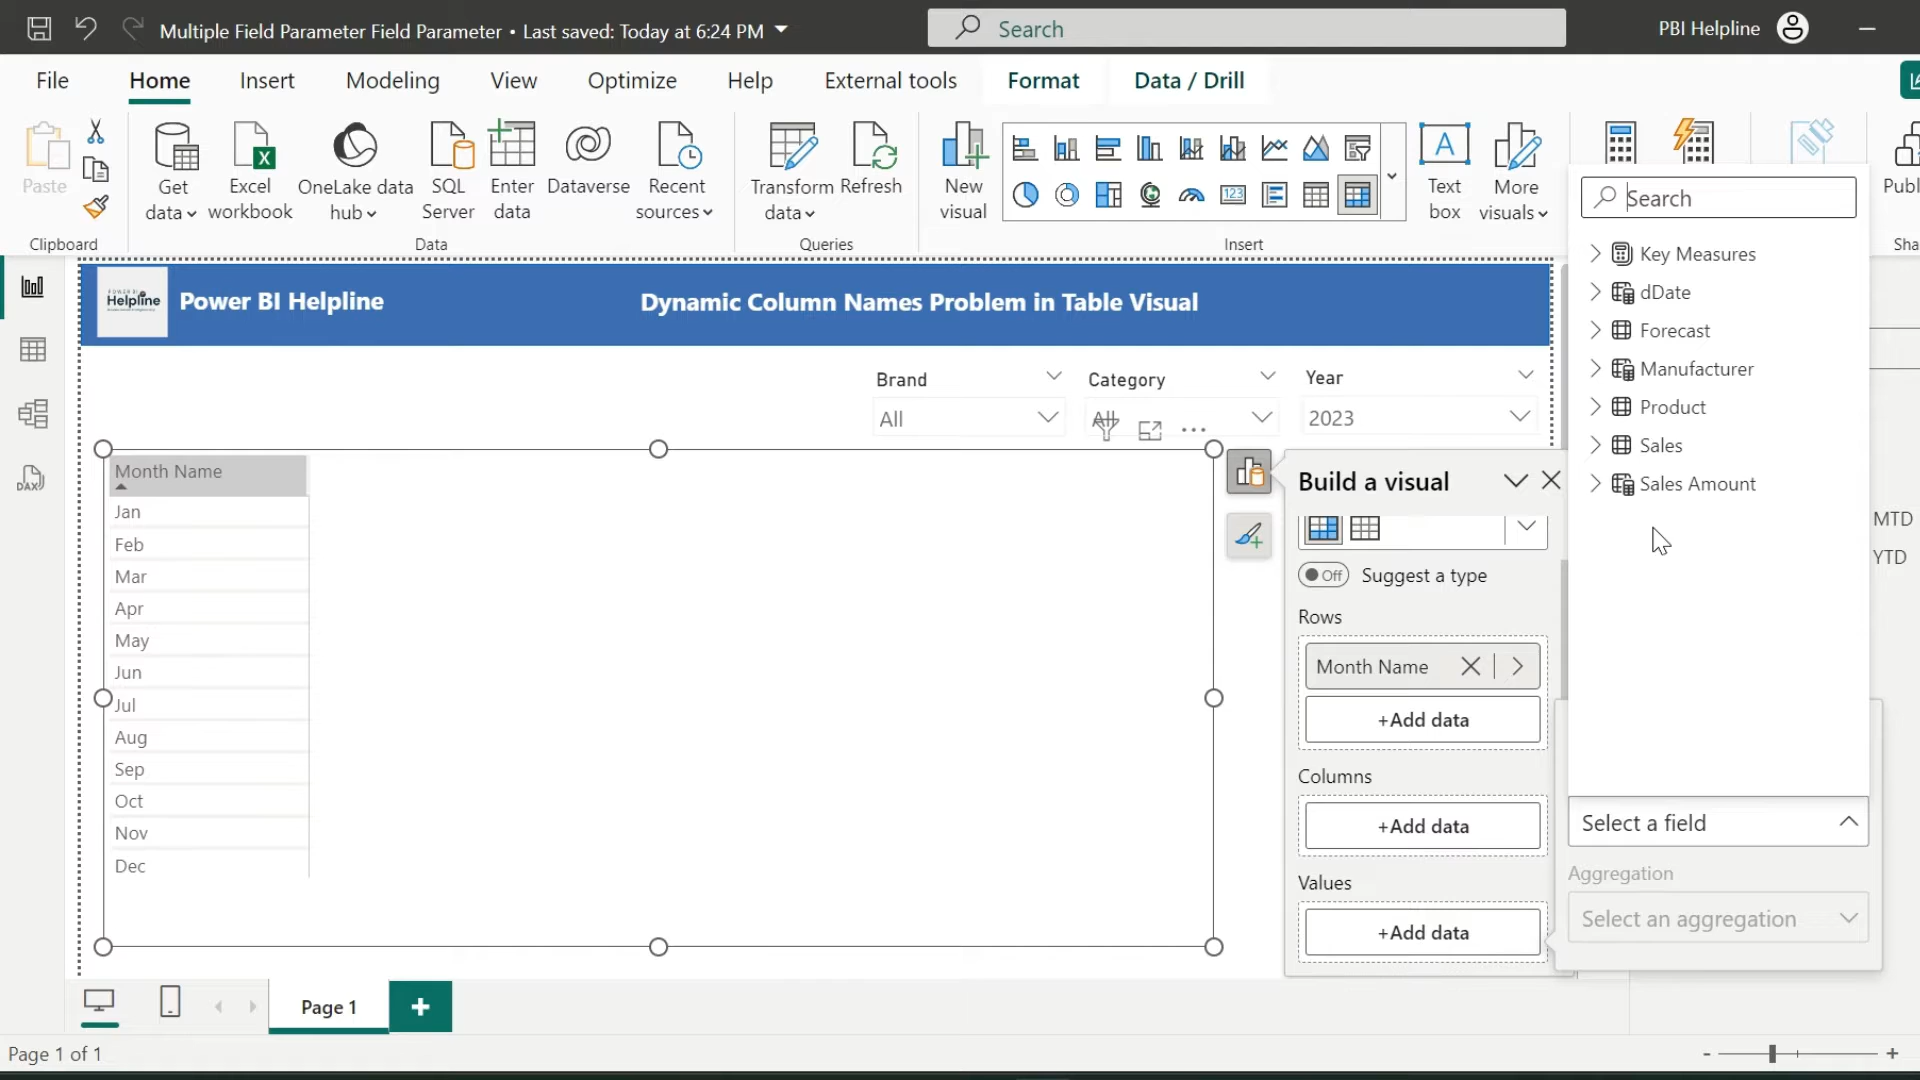 Multiple Field Parameter Field Parameter • Last saved: Today at 6:24 PM
Search
PBI Helpline
File
Home
Insert
Modeling
View
Optimize
Help
External tools
Format
Data / Drill
Paste
Get
data
Excel
workbook
OneLake data
hub
SQL
Server
Enter
data
Dataverse
Recent
sources
Transform
data
Refresh
New
visual
Text
box
More
visuals
Publ
Clipboard
Data
Queries
Insert
Sha
Search
Key Measures
dDate
Forecast
Manufacturer
Product
Sales
Sales Amount
Helpline
Power BI Helpline
Dynamic Column Names Problem in Table Visual
Brand
All
Category
All
Year
2023
Month Name
Jan
Feb
Mar
Apr
May
Jun
Jul
Aug
Sep
Oct
Nov
Dec
Build a visual
Off
Suggest a type
Rows
Month Name
+Add data
Columns
+Add data
Values
+Add data
MTD
YTD
Select a field
Aggregation
Select an aggregation
Page 1
Page 1 of 1